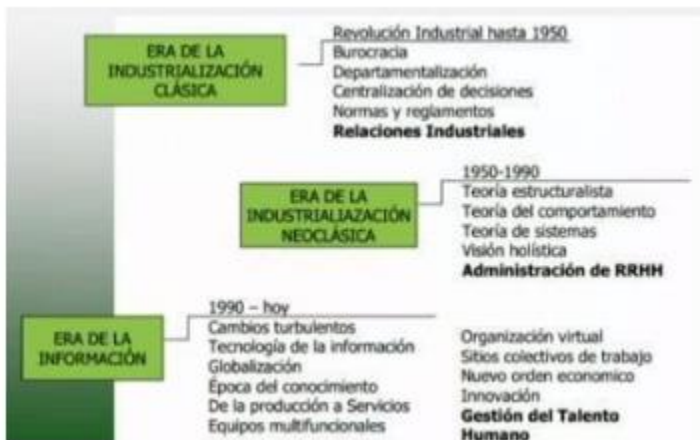 ERA DE LA
INDUSTRIALIZACIÓN
CLÁSICA
Revolución Industrial hasta 1950
Burocracia
Departamentalización
Centralización de decisiones
Normas y reglamentos
Relaciones Industriales
ERA DE LA
INDUSTRIALIAZACIÓN
NEOCLÁSICA
1950-1990
Teoría estructuralista
Teoría del comportamiento
Teoría de sistemas
Visión holística
Administración de RRHH
ERA DE LA
INFORMACIÓN
1990 – hoy
Cambios turbulentos
Tecnología de la información
Globalización
Época del conocimiento
De la producción a Servicios
Equipos multifuncionales
Organización virtual
Sitios colectivos de trabajo
Nuevo orden economico
Innovación
Gestión del Talento
Humano